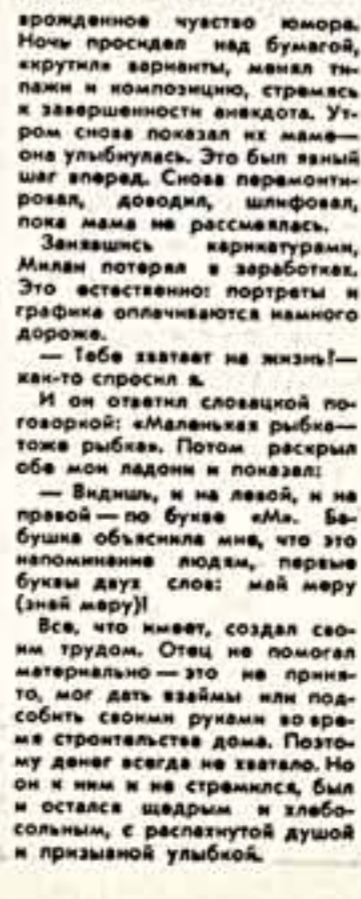 врожденное чувство юмора.
Ночь просидел над бумагой,
«крутил» варианты, менял ти-
пажи и композицию, стремясь
к завершенности анекдота. Ут-
ром снова показал их маме —
она улыбнулась. Это был явный
шаг вперед. Снова перемонти-
ровал, доводил, шлифовал,
пока мама не рассмеялась.
Занявшись карикатурами,
Милан потерял в заработках.
Это естественно: портреты и
графика оплачиваются намного
дороже.
— Тебе хватает на жизнь? —
как-то спросил я.
И он ответил словацкой по-
говоркой: «Маленькая рыбка —
тоже рыбка». Потом раскрыл
обе мои ладони и показал:
— Видишь, и на левой, и на
правой — по букве «М». Ба-
бушка объяснила мне, что это
напоминание людям, первые
буквы двух слов: май меру
(знай меру)!
Все, что имеет, создал сво-
им трудом. Отец не помогал
материально — это не приня-
то, мог дать взаймы или под-
собить своими руками во вре-
мя строительства дома. Поэто-
му денег всегда не хватало. Но
он к ним и не стремился, был
и остался щедрым и хлебо-
сольным, с распахнутой душой
и призывной улыбкой.